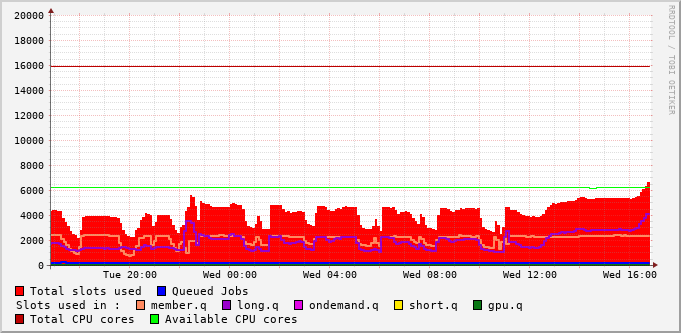 20000
18000
16000
14000
12000
10000
8000
6000
4000
2000
0
Tue 20:00 Wed 00:00 Wed 04:00 Wed 08:00 Wed 12:00 Wed 16:00
RRDTOOL / TOBI OETIKER
Total slots used Queued Jobs
Slots used in : member.q long.q ondemand.q short.q gpu.q
Total CPU cores Available CPU cores